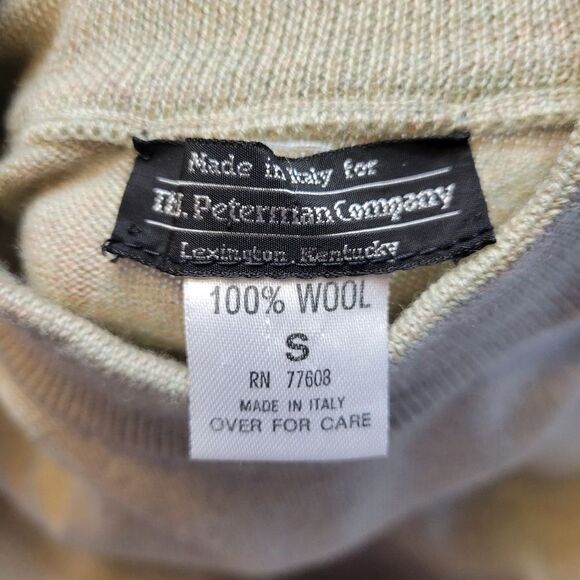 Made in Italy for
The J. Peterman Company
Lexington Kentucky
100% WOOL
S
RN 77608
MADE IN ITALY
OVER FOR CARE